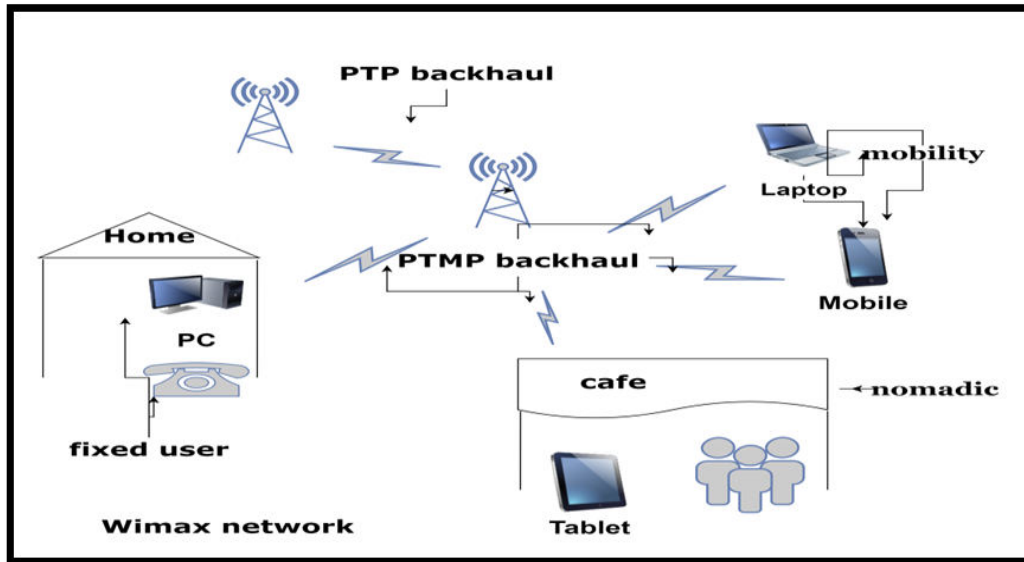 PTP backhaul
mobility
Laptop
Home
PTMP backhaul
Mobile
PC
cafe
nomadic
fixed user
Tablet
Wimax network